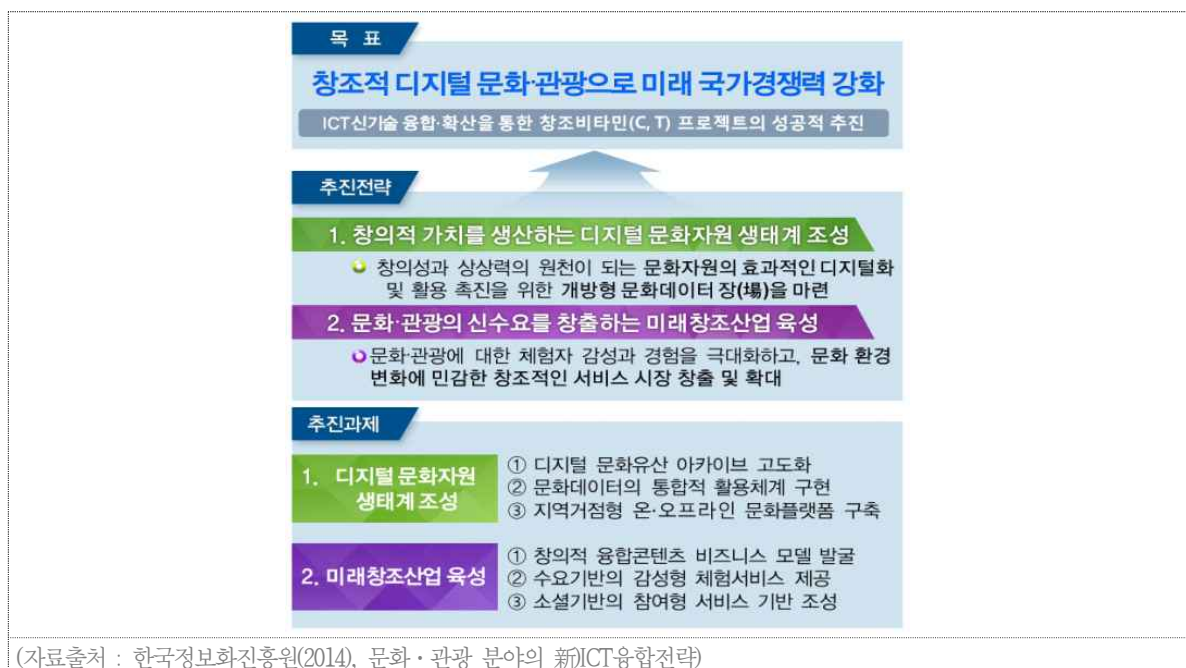 목 표
창조적 디지털 문화·관광으로 미래 국가경쟁력 강화
ICT신기술 융합·확산을 통한 창조비타민(C, T) 프로젝트의 성공적 추진
추진전략
1. 창의적 가치를 생산하는 디지털 문화자원 생태계 조성
창의성과 상상력의 원천이 되는 문화자원의 효과적인 디지털화
및 활용 촉진을 위한 개방형 문화데이터 장(場)을 마련
2. 문화·관광의 신수요를 창출하는 미래창조산업 육성
문화·관광에 대한 체험자 감성과 경험을 극대화하고, 문화 환경
변화에 민감한 창조적인 서비스 시장 창출 및 확대
추진과제
1. 디지털 문화자원
생태계 조성
① 디지털 문화유산 아카이브 고도화
② 문화데이터의 통합적 활용체계 구현
③ 지역거점형 온·오프라인 문화플랫폼 구축
2. 미래창조산업 육성
① 창의적 융합콘텐츠 비즈니스 모델 발굴
② 수요기반의 감성형 체험서비스 제공
③ 소셜기반의 참여형 서비스 기반 조성
(자료출처 : 한국정보화진흥원(2014), 문화·관광 분야의 新)ICT융합전략)